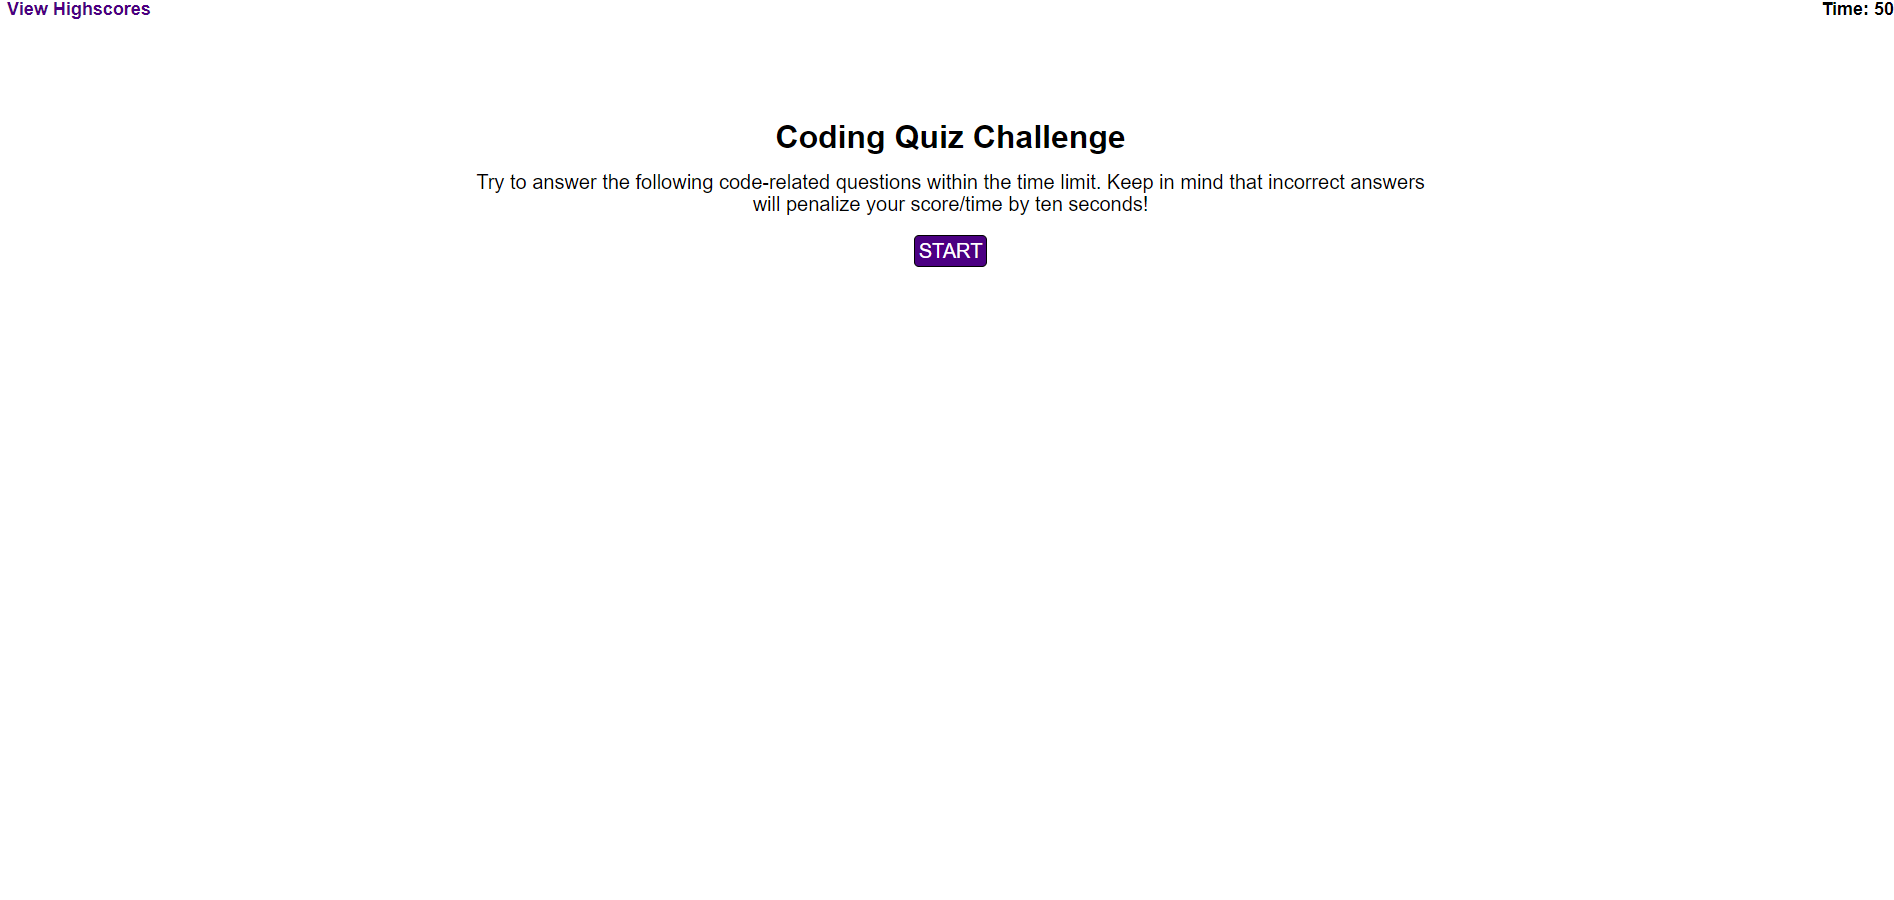 View Highscores
Time: 50
Coding Quiz Challenge
Try to answer the following code-related questions within the time limit. Keep in mind that incorrect answers
will penalize your score/time by ten seconds!
START